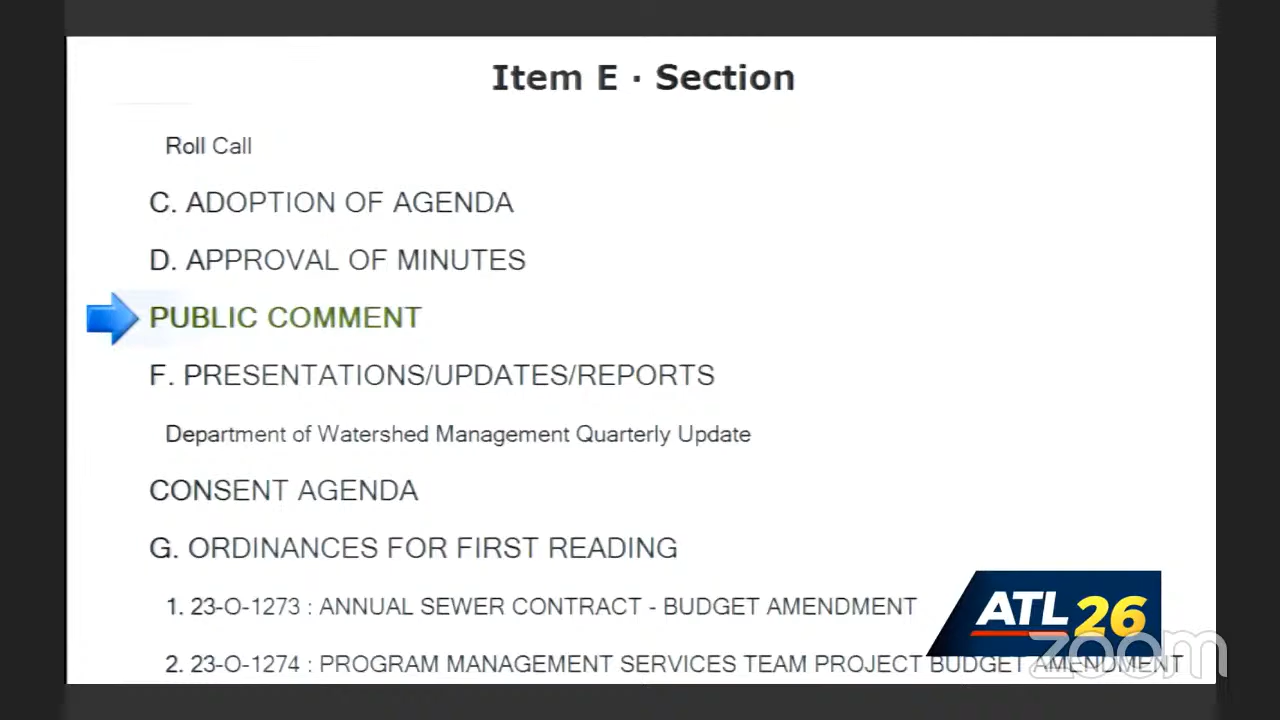 Item E · Section
Roll Call
C. ADOPTION OF AGENDA
D. APPROVAL OF MINUTES
PUBLIC COMMENT
F. PRESENTATIONS/UPDATES/REPORTS
Department of Watershed Management Quarterly Update
CONSENT AGENDA
G. ORDINANCES FOR FIRST READING
1. 23-O-1273 : ANNUAL SEWER CONTRACT - BUDGET AMENDMENT
2. 23-O-1274 : PROGRAM MANAGEMENT SERVICES TEAM PROJECT BUDGET AMENDMENT
ATL 26
zoom